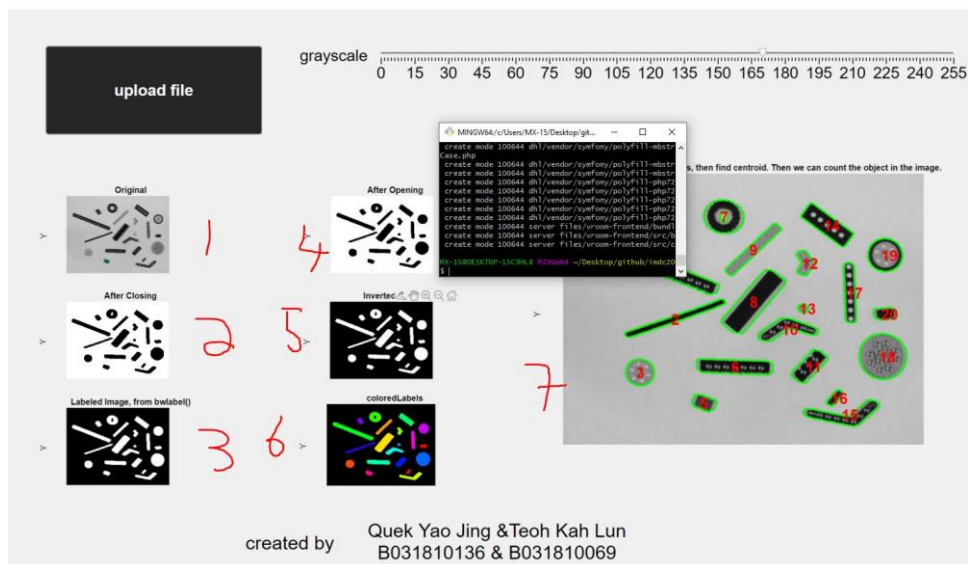 grayscale
0 15 30 45 60 75 90 105 120 135 150 165 180 195 210 225 240 255
upload file
MINGW64:/c/Users/MX-15/Desktop/git...
create mode 100644 dhl/vendor/symfony/polyfill-mbstr
Case.php
create mode 100644 dhl/vendor/symfony/polyfill-mbstr
create mode 100644 dhl/vendor/symfony/polyfill-mbstr
create mode 100644 dhl/vendor/symfony/polyfill-php72
create mode 100644 dhl/vendor/symfony/polyfill-php72
create mode 100644 dhl/vendor/symfony/polyfill-php72
create mode 100644 dhl/vendor/symfony/polyfill-php72
create mode 100644 dhl/vendor/symfony/polyfill-php72
create mode 100644 server files/vroom-frontend/bundl
create mode 100644 server files/vroom-frontend/src/b
create mode 100644 server files/vroom-frontend/src/c
MX-15@DESKTOP-15C9HL8 MINGW64 ~/Desktop/github/imdc20
$
s, then find centroid. Then we can count the object in the image.
Original
After Opening
1
4
After Closing
Inverted
2
5
Labeled Image, from bwlabel()
coloredLabels
3
6
7
7
14
9
12
19
8
17
13
2
20
10
18
3
6
11
16
15
created by
Quek Yao Jing &Teoh Kah Lun
B031810136 & B031810069